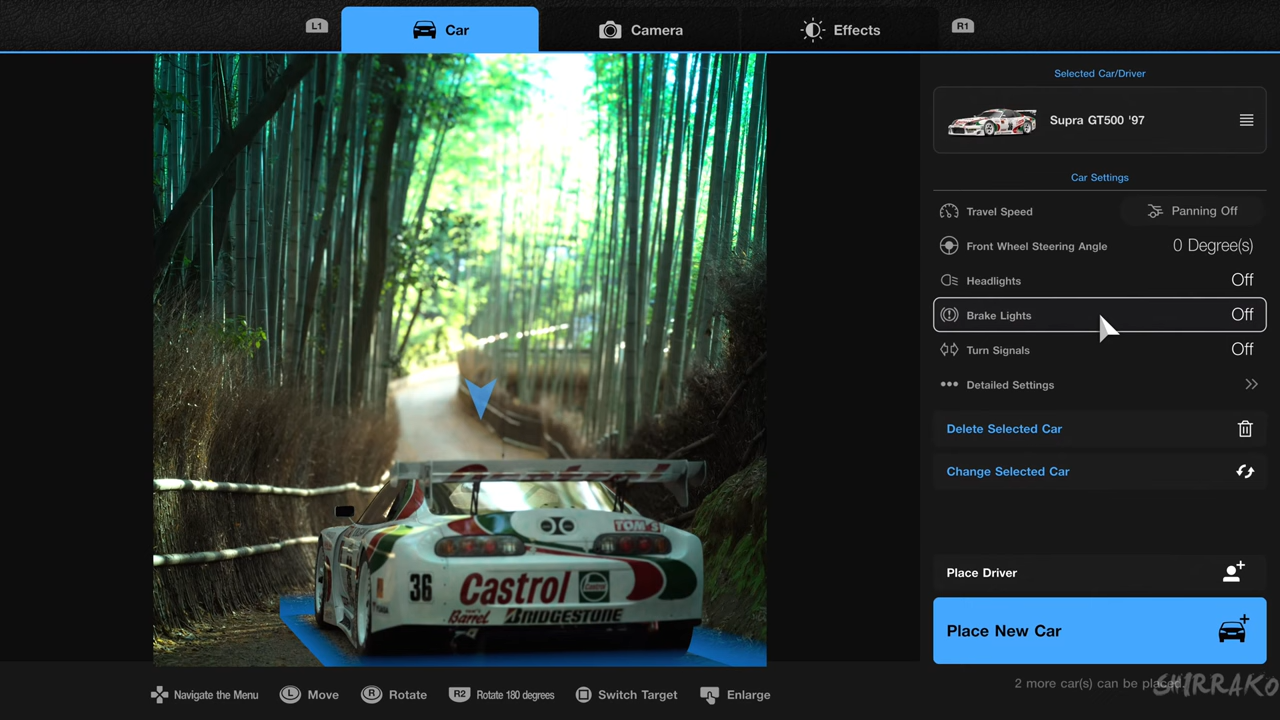 L1
Car
Camera
Effects
R1
Selected Car/Driver
Supra GT500 '97
Car Settings
Travel Speed
Panning Off
Front Wheel Steering Angle
0 Degree(s)
Headlights
Off
Brake Lights
Off
Turn Signals
Off
Detailed Settings
Delete Selected Car
Change Selected Car
Place Driver
Place New Car
2 more car(s) can be placed.
SHIRRAKO
Castrol
TOM'S
36
Castrol
Castrol
Barrel
BRIDGESTONE
Navigate the Menu
L Move
R Rotate
R2 Rotate 180 degrees
Switch Target
Enlarge